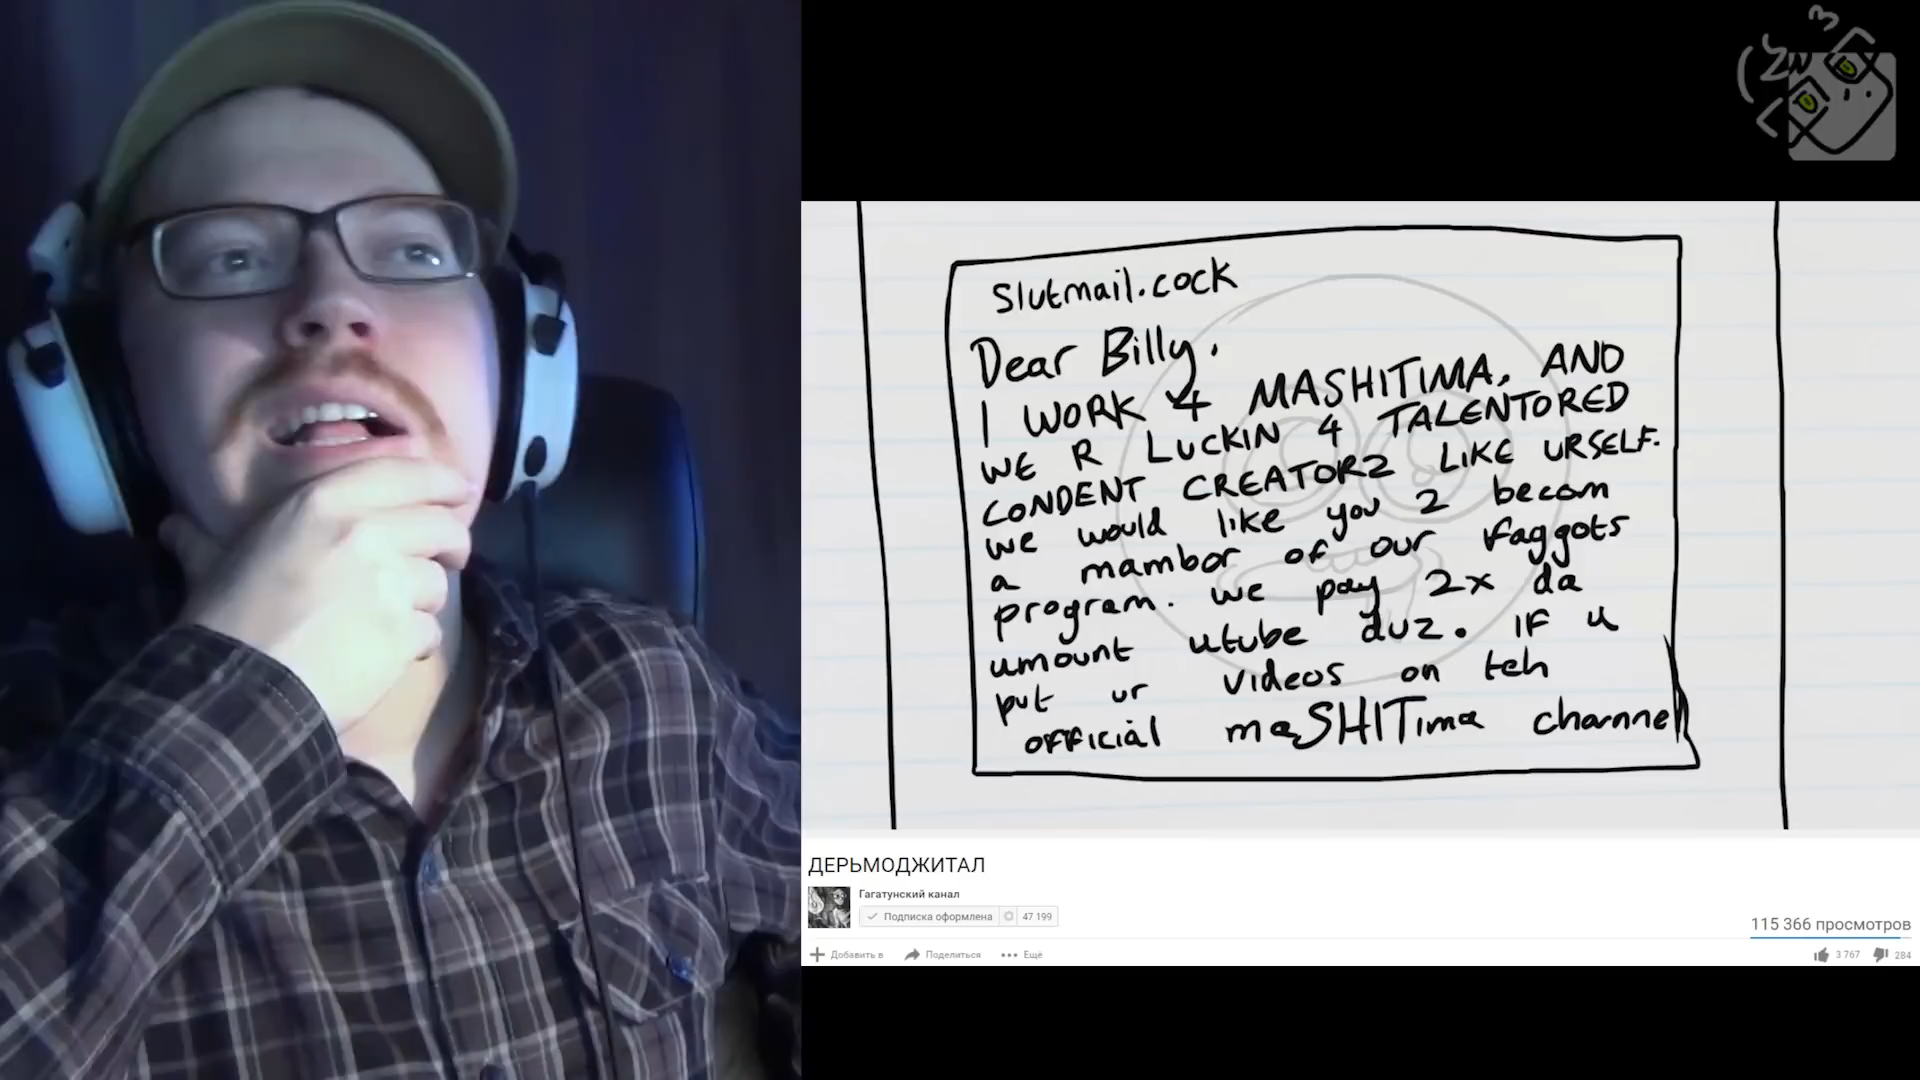 slutmail.cock
Dear Billy.
I WORK 4 MASHITIMA, AND
WE R LUCKIN 4 TALENTORED
CONDENT CREATORZ LIKE URSELF.
we would like you 2 becom
a mambor of our faggots
program. we pay 2x da
umount utube duz. IF u
put ur videos on teh
official maSHITima channel
ДЕРЬМОДЖИТАЛ
Гагатунский канал
Подписка оформлена 47 199
115 366 просмотров
Добавить в Поделиться Ещё
3 767 284